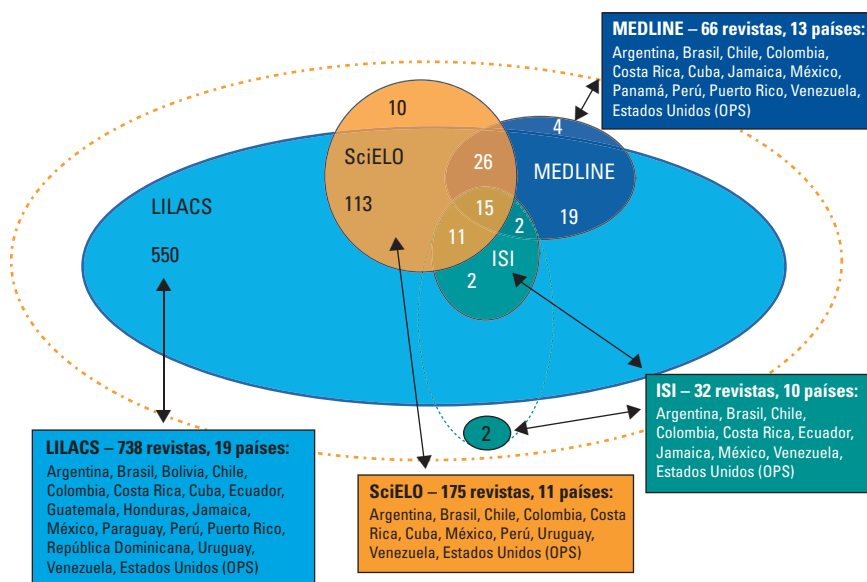 MEDLINE – 66 revistas, 13 países:
Argentina, Brasil, Chile, Colombia,
Costa Rica, Cuba, Jamaica, México,
Panamá, Perú, Puerto Rico, Venezuela,
Estados Unidos (OPS)
10
4
SciELO
26
MEDLINE
LILACS
113
15
19
2
11
550
ISI
2
2
ISI – 32 revistas, 10 países:
Argentina, Brasil, Chile,
Colombia, Costa Rica, Ecuador,
Jamaica, México, Venezuela,
Estados Unidos (OPS)
LILACS – 738 revistas, 19 países:
Argentina, Brasil, Bolivia, Chile,
Colombia, Costa Rica, Cuba, Ecuador,
Guatemala, Honduras, Jamaica,
México, Paraguay, Perú, Puerto Rico,
República Dominicana, Uruguay,
Venezuela, Estados Unidos (OPS)
SciELO – 175 revistas, 11 países:
Argentina, Brasil, Chile, Colombia, Costa
Rica, Cuba, México, Perú, Uruguay,
Venezuela, Estados Unidos (OPS)